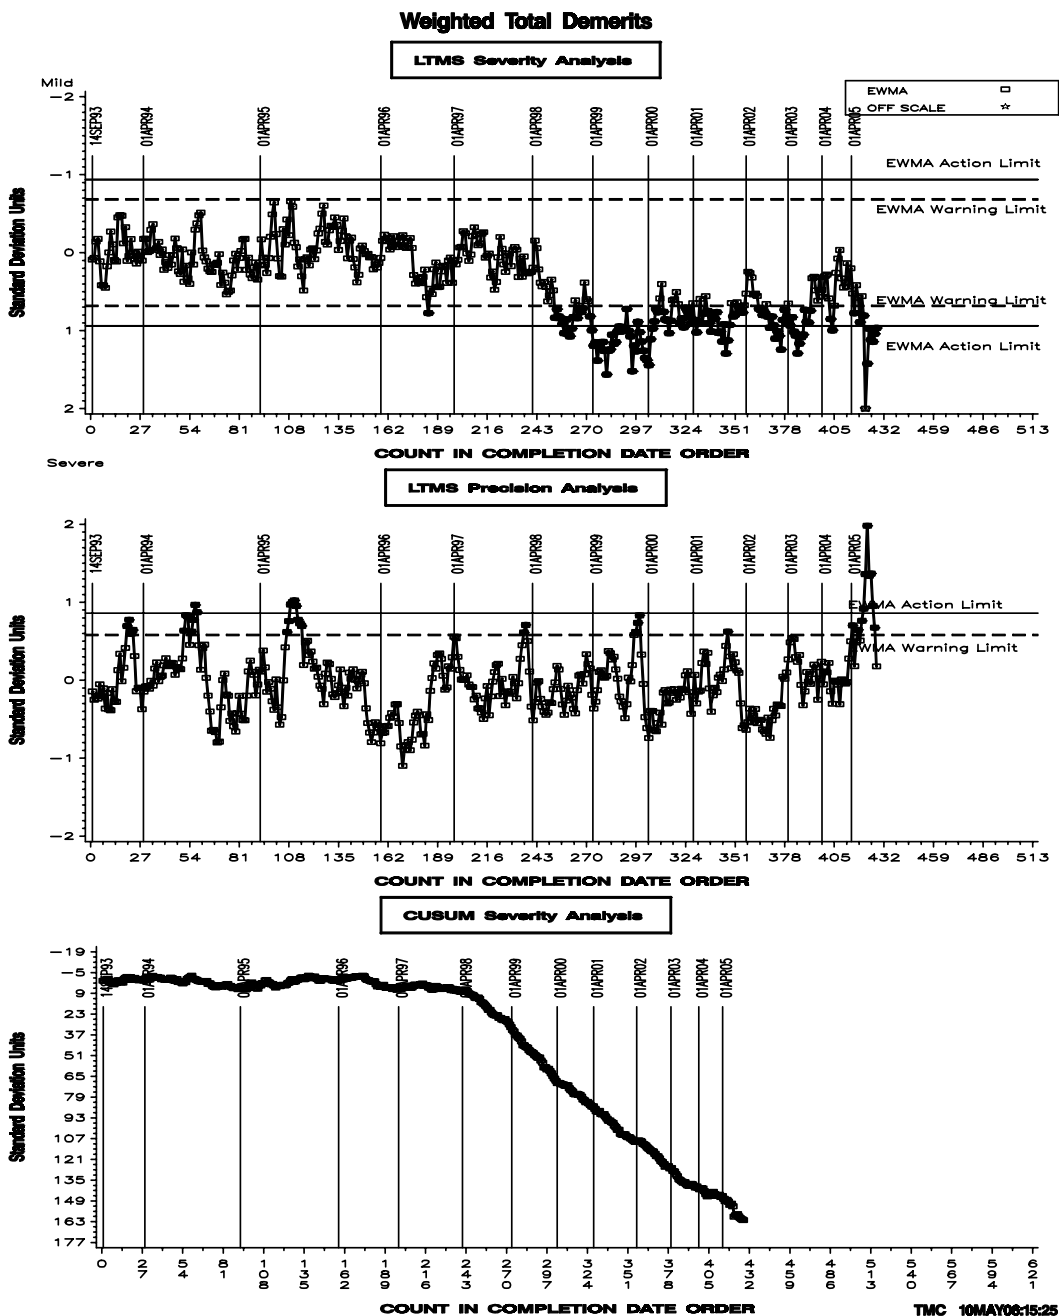 Weighted Total Demerits
LTMS Severity Analysis
Mild
EWMA
OFF SCALE
14SEP93 01APR94 01APR95 01APR96 01APR97 01APR98 01APR99 01APR00 01APR01 01APR02 01APR03 01APR04 01APR05
EWMA Action Limit
EWMA Warning Limit
EWMA Warning Limit
EWMA Action Limit
Standard Deviation Units
-2
-1
0
1
2
0 27 54 81 108 135 162 189 216 243 270 297 324 351 378 405 432 459 486 513
COUNT IN COMPLETION DATE ORDER
Severe
LTMS Precision Analysis
14SEP93 01APR94 01APR95 01APR96 01APR97 01APR98 01APR99 01APR00 01APR01 01APR02 01APR03 01APR04 01APR05
EWMA Action Limit
EWMA Warning Limit
Standard Deviation Units
2
1
0
-1
-2
0 27 54 81 108 135 162 189 216 243 270 297 324 351 378 405 432 459 486 513
COUNT IN COMPLETION DATE ORDER
CUSUM Severity Analysis
14SEP93 01APR94 01APR95 01APR96 01APR97 01APR98 01APR99 01APR00 01APR01 01APR02 01APR03 01APR04 01APR05
Standard Deviation Units
-19
-5
9
23
37
51
65
79
93
107
121
135
149
163
177
0 27 54 81 108 135 162 189 216 243 270 297 324 351 378 405 432 459 486 513 540 567 594 621
COUNT IN COMPLETION DATE ORDER
TMC 10MAY06:15:25